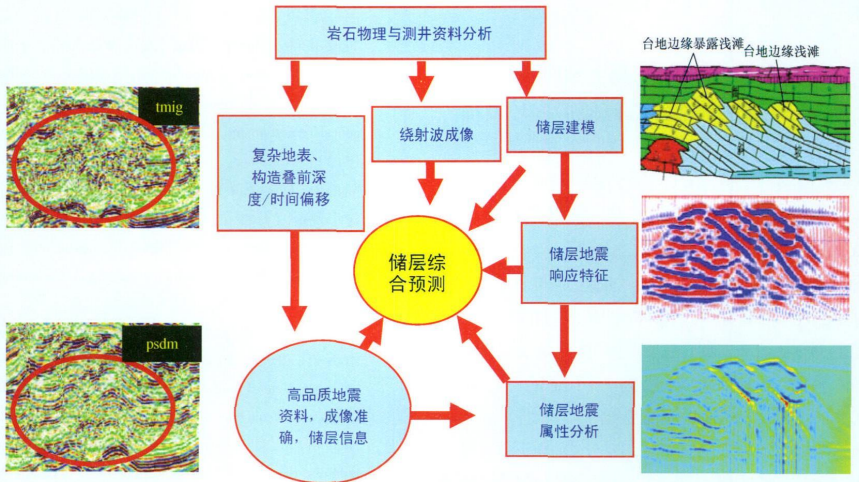 岩石物理与测井资料分析
台地边缘暴露浅滩
台地边缘浅滩
tmig
复杂地表、
构造叠前深
度/时间偏移
绕射波成像
储层建模
储层综
合预测
储层地震
响应特征
psdm
高品质地震
资料，成像准
确，储层信息
储层地震
属性分析